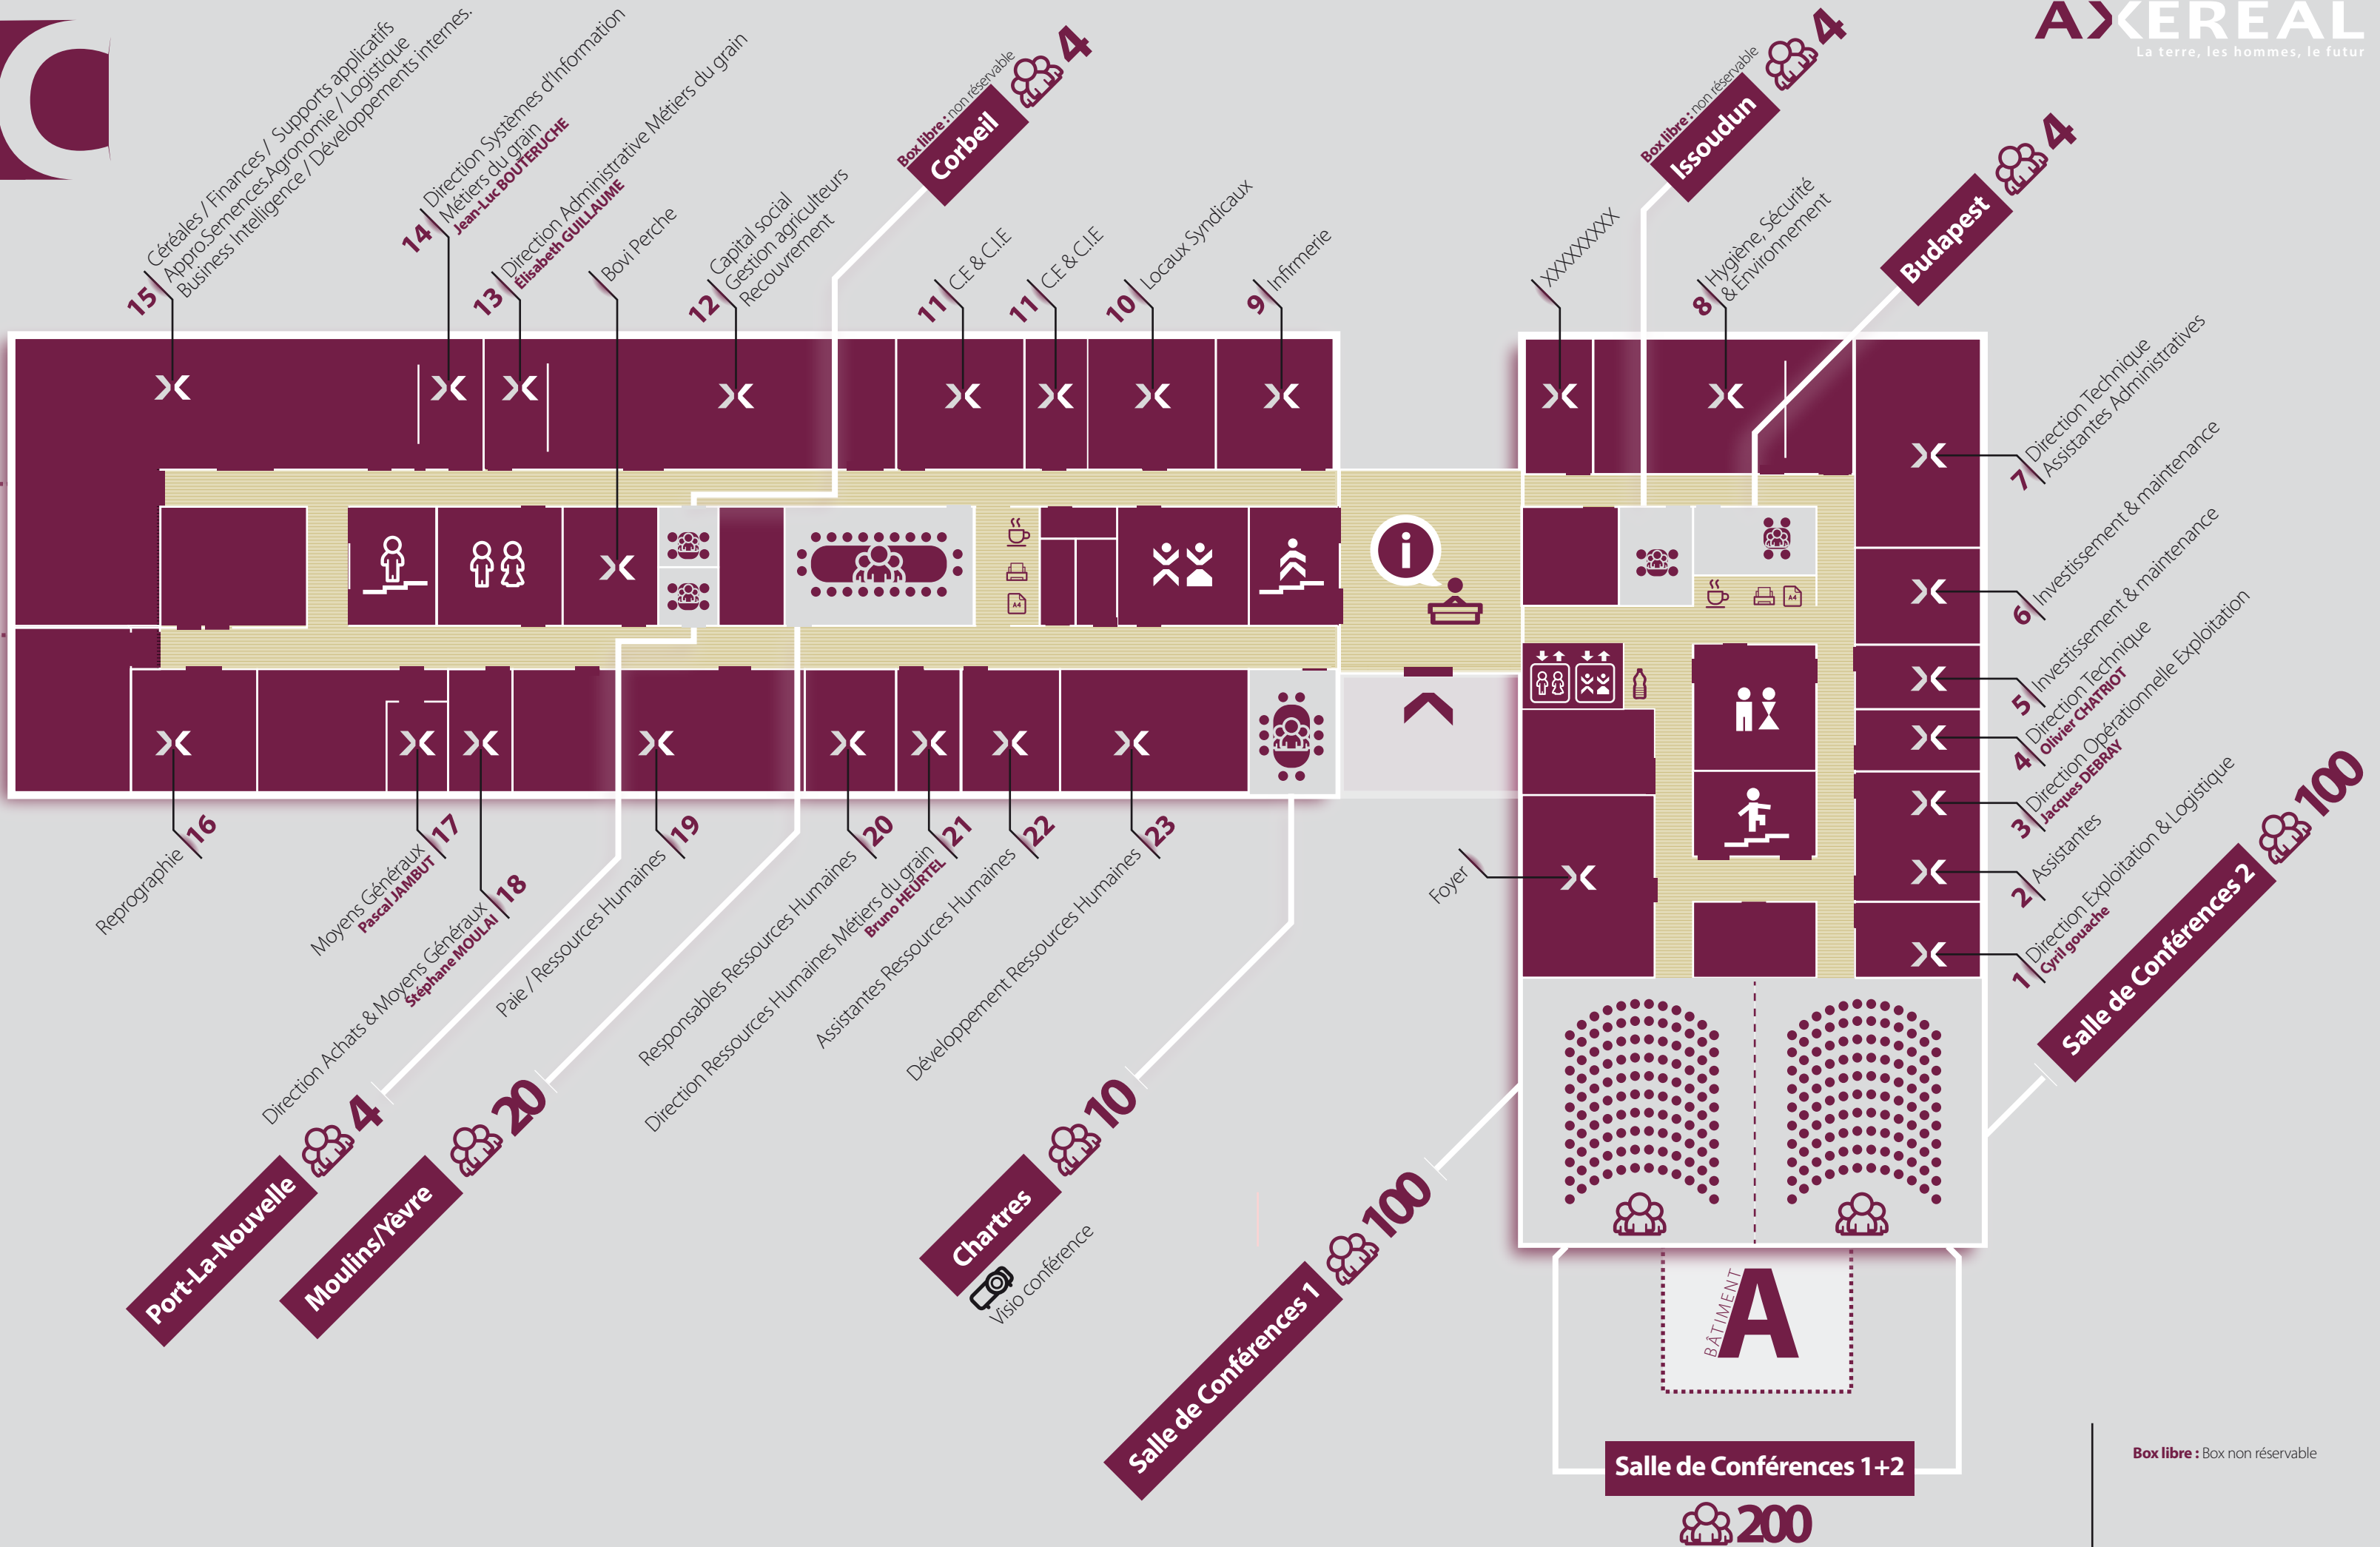 C
AXEREAL
La terre, les hommes, le futur
15
Céréales / Finances / Supports applicatifs
Appro.Semences.Agronomie / Logistique
Business Intelligence / Développements internes.
14
Direction Systèmes d'Information
Métiers du grain
Jean-Luc BOUTERUCHE
13
Direction Administrative Métiers du grain
Élisabeth GUILLAUME
Bovi Perche
12
Capital social
Gestion agriculteurs
Recouvrement
Box libre : non réservable
Corbeil
4
11
C.E & C.I.E
11
C.E & C.I.E
10
Locaux Syndicaux
9
Infirmerie
XXXXXXXXX
Box libre : non réservable
Issoudun
4
8
Hygiène, Sécurité
& Environnement
Budapest
4
7
Direction Technique
Assistantes Administratives
6
Investissement & maintenance
5
Investissement & maintenance
4
Direction Technique
Olivier CHATRIOT
3
Direction Opérationnelle Exploitation
Jacques DEBRAY
2
Assistantes
1
Direction Exploitation & Logistique
Cyril gouache
A4
i
A4
Reprographie
16
Moyens Généraux
Pascal JAMBUT
17
Direction Achats & Moyens Généraux
Stéphane MOULAI
18
Paie / Ressources Humaines
19
Responsables Ressources Humaines
20
Direction Ressources Humaines Métiers du grain
Bruno HEURTEL
21
Assistantes Ressources Humaines
22
Développement Ressources Humaines
23
Foyer
Port-La-Nouvelle
4
Moulins/Yèvre
20
Chartres
10
Visio conférence
Salle de Conférences 1
100
Salle de Conférences 2
100
BÂTIMENT
A
Salle de Conférences 1+2
200
Box libre : Box non réservable